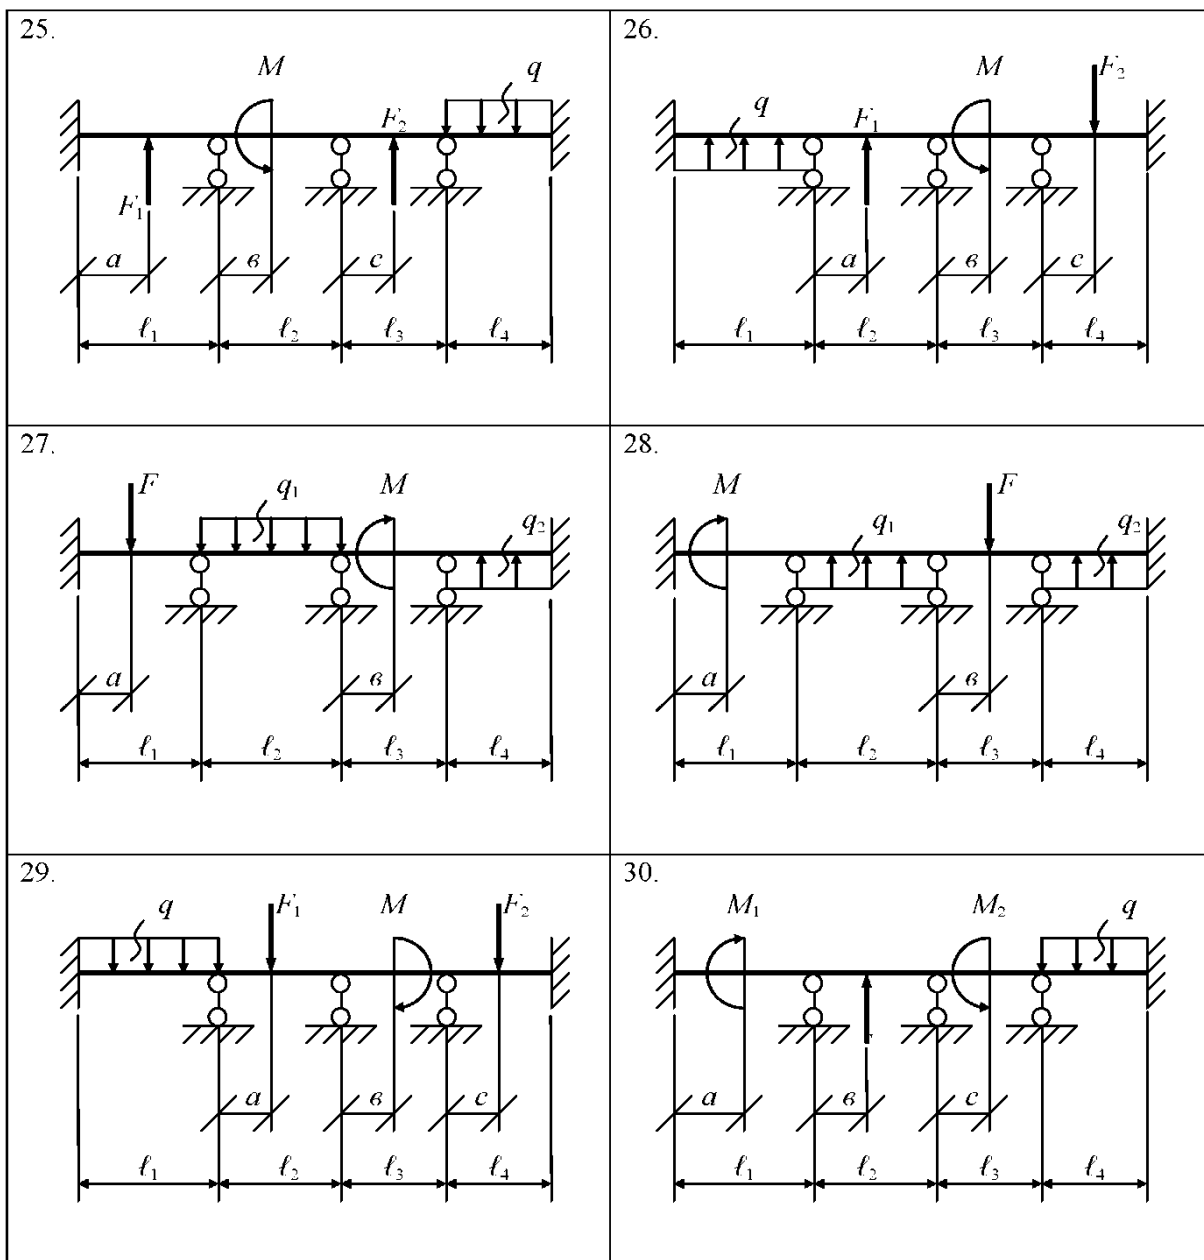 25.
M
q
F₂
F₁
a
в
c
ℓ₁
ℓ₂
ℓ₃
ℓ₄
26.
q
F₁
M
F₂
a
в
c
ℓ₁
ℓ₂
ℓ₃
ℓ₄
27.
F
q₁
M
q₂
a
в
ℓ₁
ℓ₂
ℓ₃
ℓ₄
28.
M
q₁
F
q₂
a
в
ℓ₁
ℓ₂
ℓ₃
ℓ₄
29.
q
F₁
M
F₂
a
в
c
ℓ₁
ℓ₂
ℓ₃
ℓ₄
30.
M₁
M₂
q
a
в
c
ℓ₁
ℓ₂
ℓ₃
ℓ₄